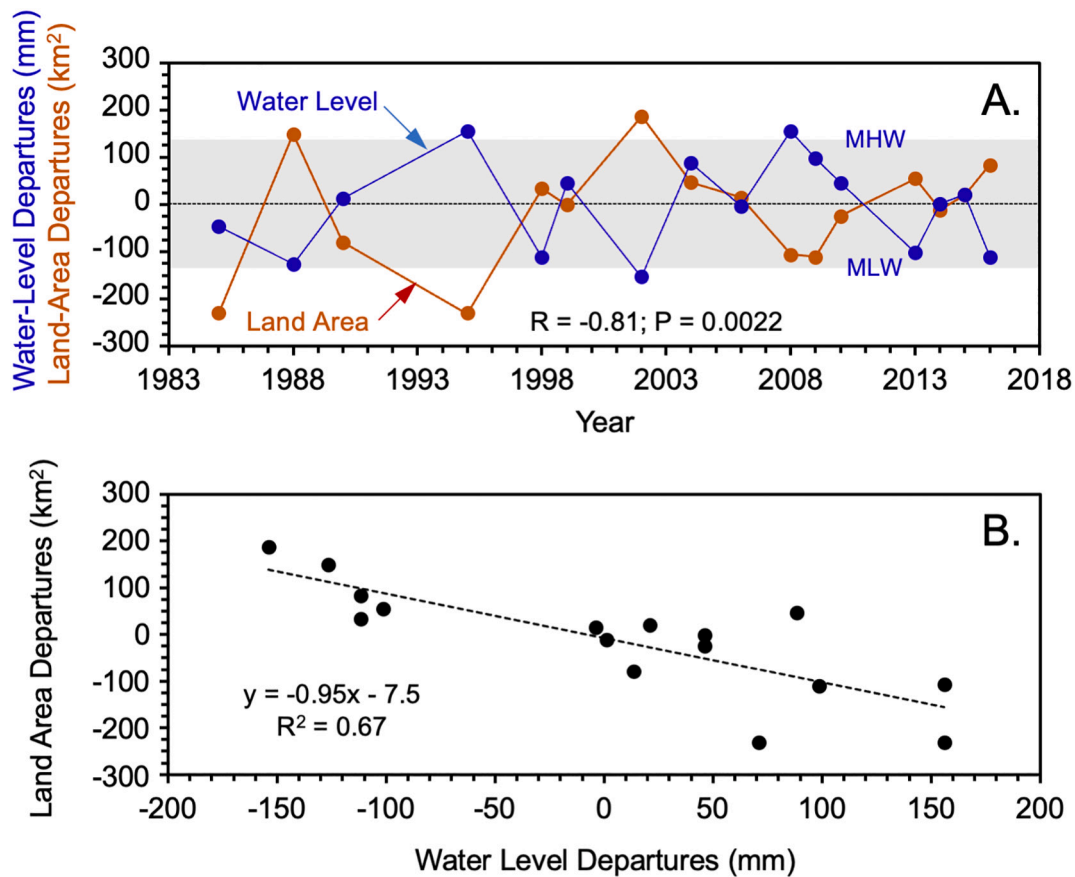 Water-Level Departures (mm)
Land-Area Departures (km²)
300
200
100
0
-100
-200
-300
A.
Water Level
MHW
MLW
Land Area
R = -0.81; P = 0.0022
1983 1988 1993 1998 2003 2008 2013 2018
Year
Land Area Departures (km²)
300
200
100
0
-100
-200
-300
B.
y = -0.95x - 7.5
R² = 0.67
-200 -150 -100 -50 0 50 100 150 200
Water Level Departures (mm)